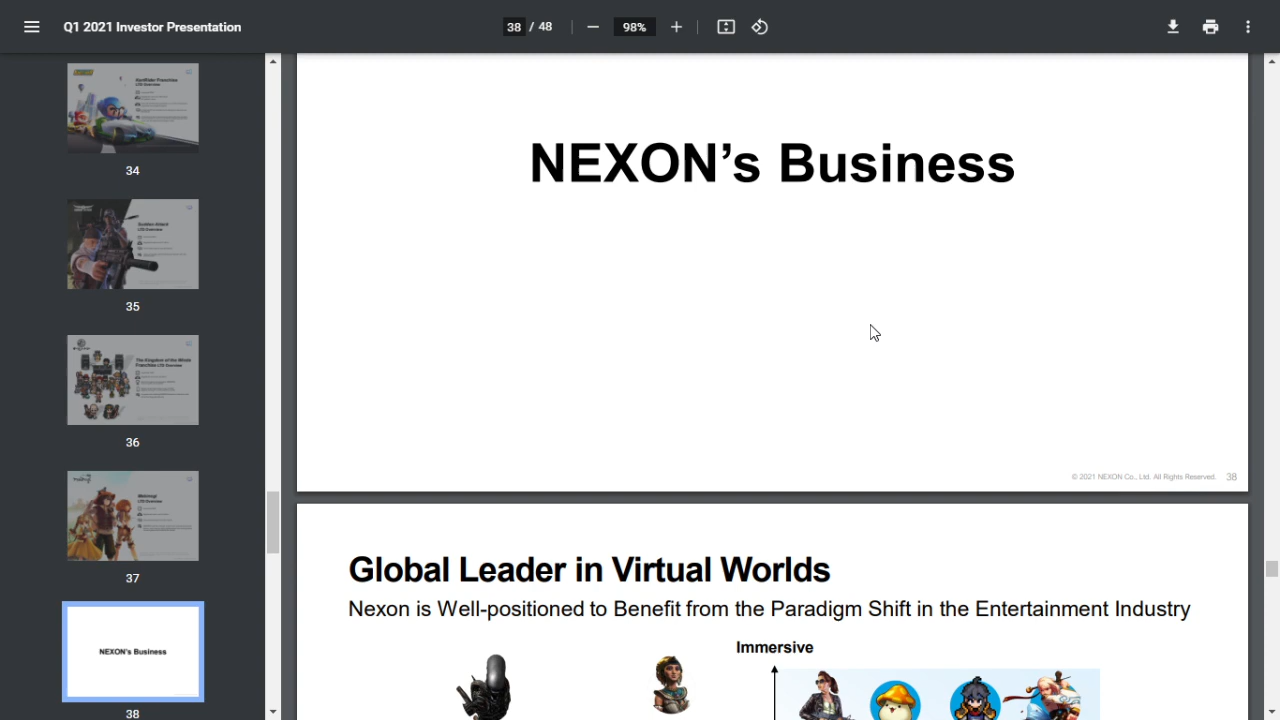 Q1 2021 Investor Presentation
38 / 48
98%
34
35
36
37
NEXON's Business
38
NEXON’s Business
© 2021 NEXON Co., Ltd. All Rights Reserved. 38
Global Leader in Virtual Worlds
Nexon is Well-positioned to Benefit from the Paradigm Shift in the Entertainment Industry
Immersive